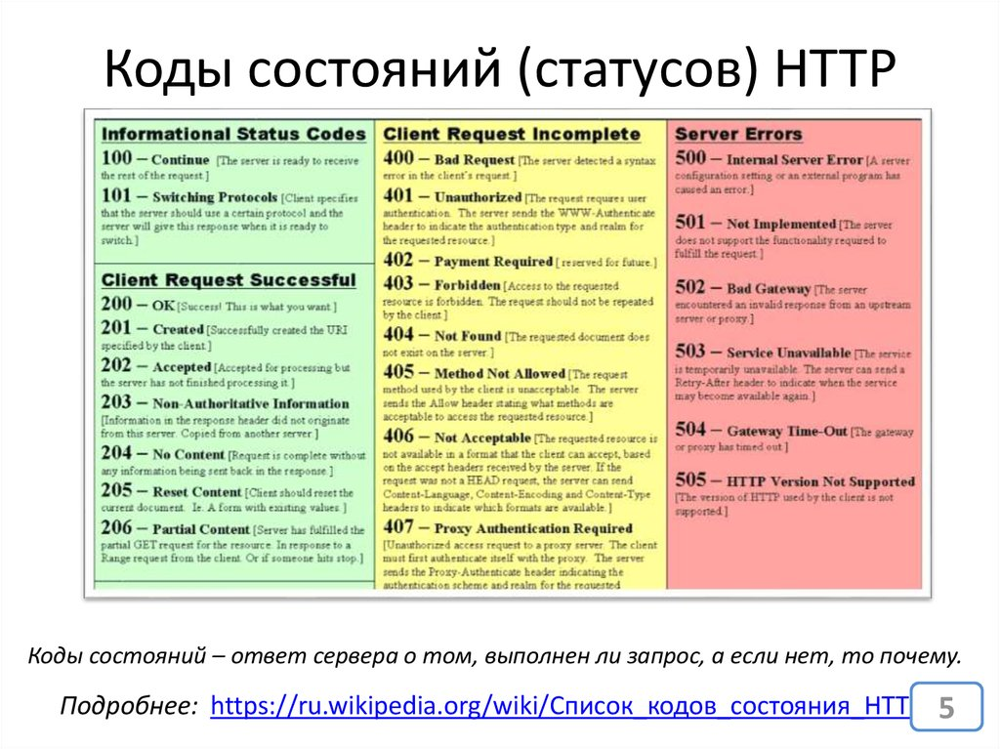 Коды состояний (статусов) HTTP
Informational Status Codes
100 – Continue [The server is ready to receive
the rest of the request.]
101 – Switching Protocols [Client specifies
that the server should use a certain protocol and the
server will give this response when it is ready to
switch.]
Client Request Successful
200 – OK [Success! This is what you want.]
201 – Created [Successfully created the URI
specified by the client.]
202 – Accepted [Accepted for processing but
the server has not finished processing it.]
203 – Non-Authoritative Information
[Information in the response header did not originate
from this server. Copied from another server.]
204 – No Content [Request is complete without
any information being sent back in the response.]
205 – Reset Content [Client should reset the
current document. Ie. A form with existing values.]
206 – Partial Content [Server has fulfilled the
partial GET request for the resource. In response to a
Range request from the client. Or if someone hits stop.]
Client Request Incomplete
400 – Bad Request [The server detected a syntax
error in the client's request.]
401 – Unauthorized [The request requires user
authentication. The server sends the WWW-Authenticate
header to indicate the authentication type and realm for
the requested resource.]
402 – Payment Required [ reserved for future.]
403 – Forbidden [Access to the requested
resource is forbidden. The request should not be repeated
by the client.]
404 – Not Found [The requested document does
not exist on the server.]
405 – Method Not Allowed [The request
method used by the client is unacceptable. The server
sends the Allow header stating what methods are
acceptable to access the requested resource.]
406 – Not Acceptable [The requested resource is
not available in a format that the client can accept, based
on the accept headers received by the server. If the
request was not a HEAD request, the server can send
Content-Language, Content-Encoding and Content-Type
headers to indicate which formats are available.]
407 – Proxy Authentication Required
[Unauthorized access request to a proxy server. The client
must first authenticate itself with the proxy. The server
sends the Proxy-Authenticate header indicating the
authentication scheme and realm for the requested
Server Errors
500 – Internal Server Error [A server
configuration setting or an external program has
caused an error.]
501 – Not Implemented [The server
does not support the functionality required to
fulfill the request.]
502 – Bad Gateway [The server
encountered an invalid response from an upstream
server or proxy.]
503 – Service Unavailable [The service
is temporarily unavailable. The server can send a
Retry-After header to indicate when the service
may become available again.]
504 – Gateway Time-Out [The gateway
or proxy has timed out.]
505 – HTTP Version Not Supported
[The version of HTTP used by the client is not
supported.]
Коды состояний – ответ сервера о том, выполнен ли запрос, а если нет, то почему.
Подробнее: https://ru.wikipedia.org/wiki/Список_кодов_состояния_HTT
5